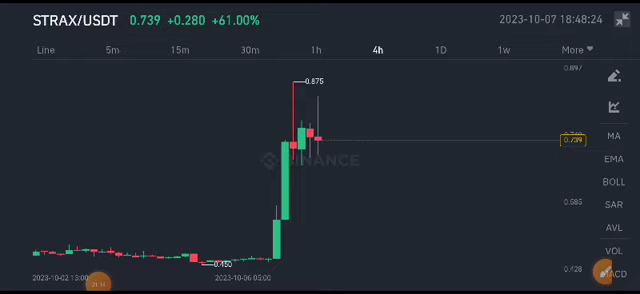 STRAX/USDT 0.739 +0.280 +61.00% 2023-10-07 18:48:24
Line 5m 15m 30m 1h 4h 1D 1w More
0.897
0.875
MA
0.739
EMA
BINANCE
BOLL
0.585
SAR
AVL
VOL
0.450
0.428
MACD
2023-10-02 13:00 2023-10-06 05:00